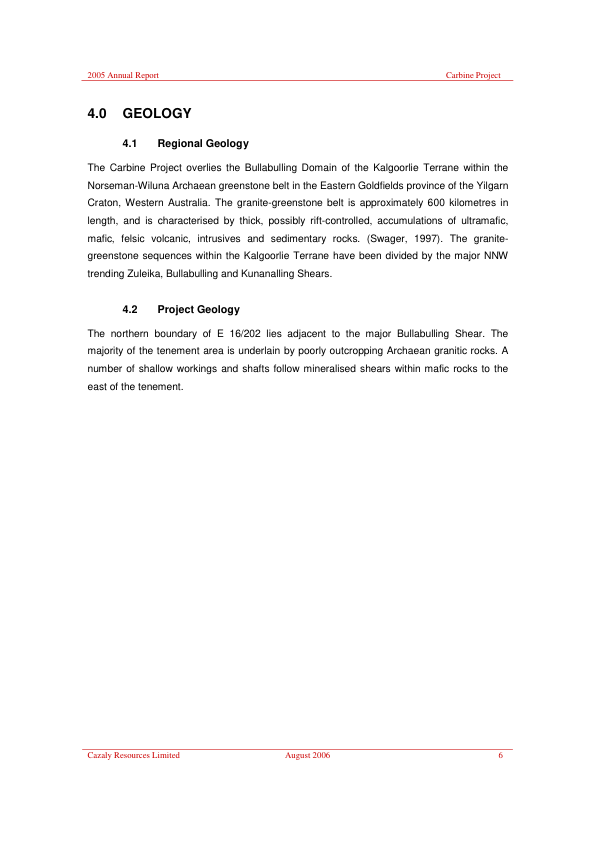 2005 Annual Report Carbine Project
4.0 GEOLOGY
4.1 Regional Geology
The Carbine Project overlies the Bullabulling Domain of the Kalgoorlie Terrane within the
Norseman-Wiluna Archaean greenstone belt in the Eastern Goldfields province of the Yilgarn
Craton, Western Australia. The granite-greenstone belt is approximately 600 kilometres in
length, and is characterised by thick, possibly rift-controlled, accumulations of ultramafic,
mafic, felsic volcanic, intrusives and sedimentary rocks. (Swager, 1997). The granite-
greenstone sequences within the Kalgoorlie Terrane have been divided by the major NNW
trending Zuleika, Bullabulling and Kunanalling Shears.
4.2 Project Geology
The northern boundary of E 16/202 lies adjacent to the major Bullabulling Shear. The
majority of the tenement area is underlain by poorly outcropping Archaean granitic rocks. A
number of shallow workings and shafts follow mineralised shears within mafic rocks to the
east of the tenement.
Cazaly Resources Limited August 2006 6